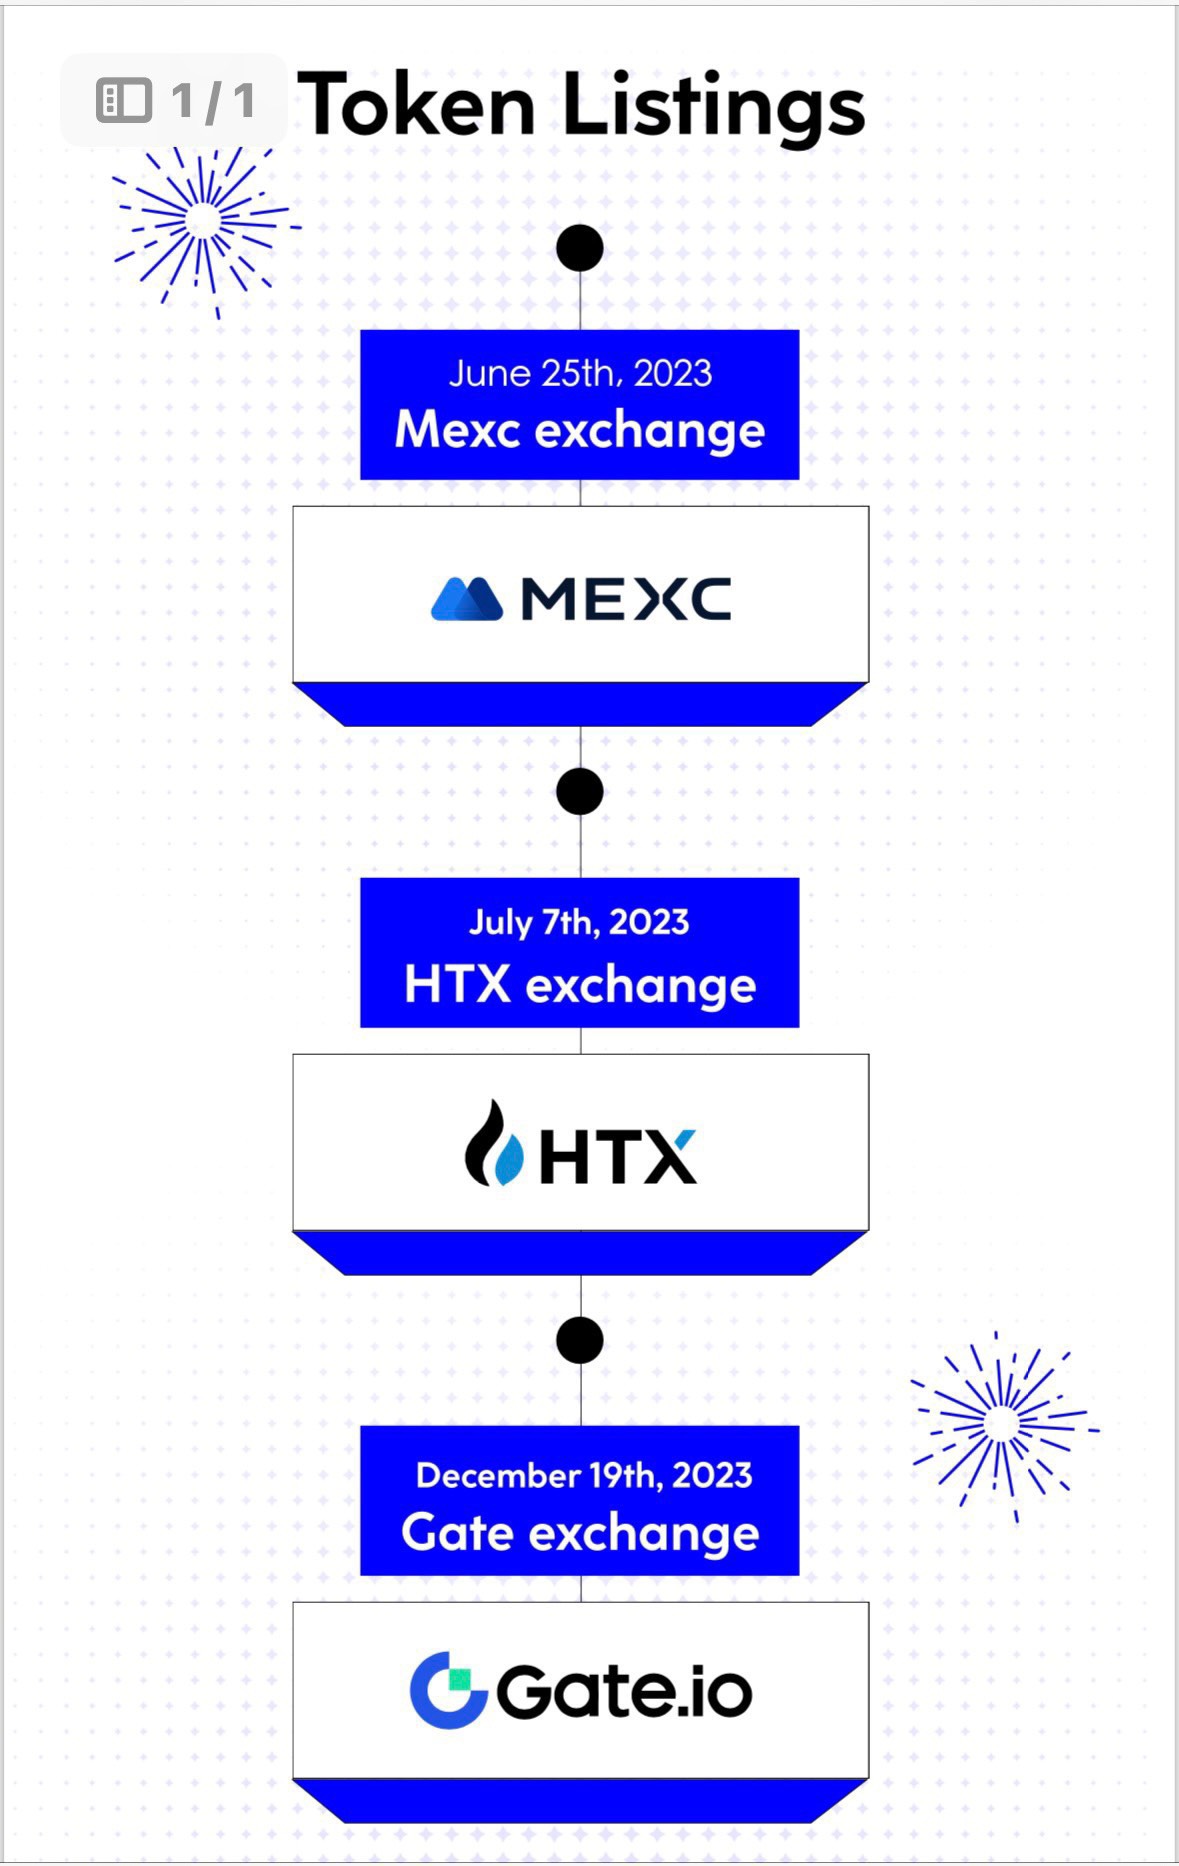 1/1
Token Listings
June 25th, 2023
Mexc exchange
MEXC
July 7th, 2023
HTX exchange
HTX
December 19th, 2023
Gate exchange
Gate.io